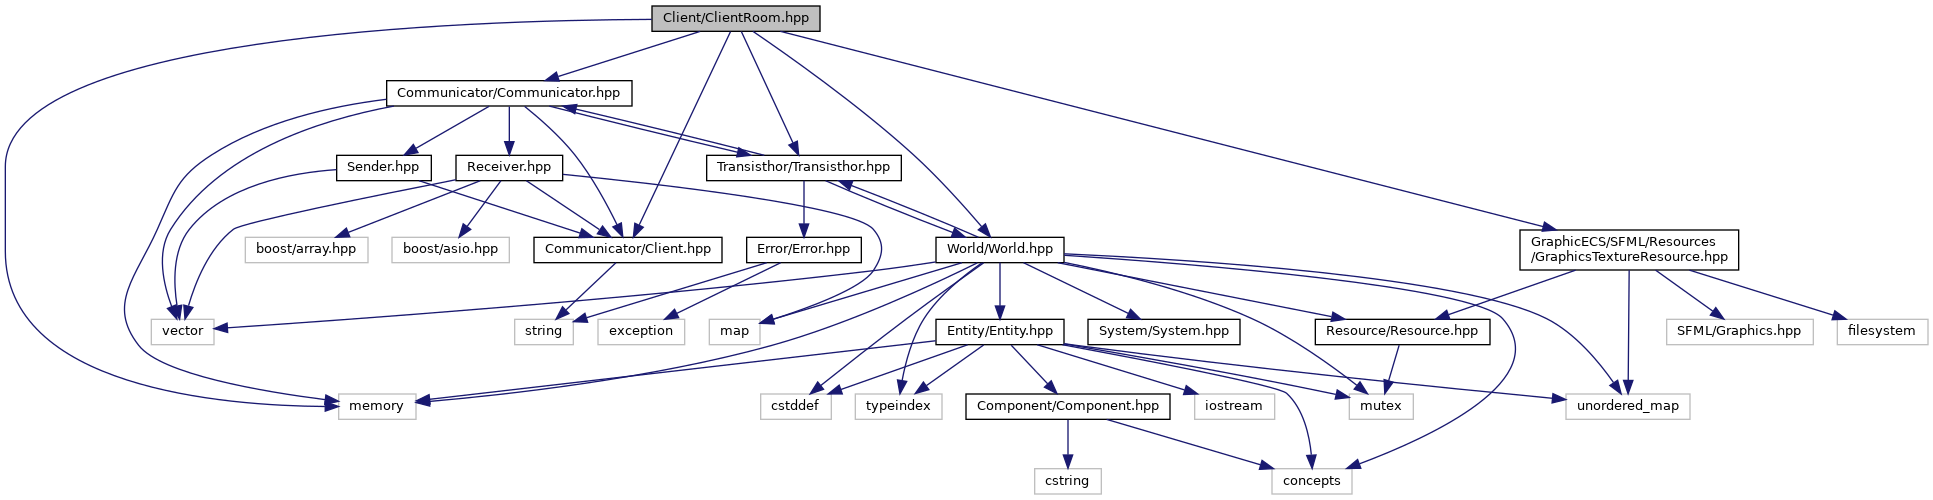 Client/ClientRoom.hpp
Communicator/Communicator.hpp
Sender.hpp
Receiver.hpp
Transisthor/Transisthor.hpp
boost/array.hpp
boost/asio.hpp
Communicator/Client.hpp
Error/Error.hpp
World/World.hpp
GraphicECS/SFML/Resources
/GraphicsTextureResource.hpp
vector
string
exception
map
Entity/Entity.hpp
System/System.hpp
Resource/Resource.hpp
SFML/Graphics.hpp
filesystem
memory
cstddef
typeindex
Component/Component.hpp
iostream
mutex
unordered_map
cstring
concepts